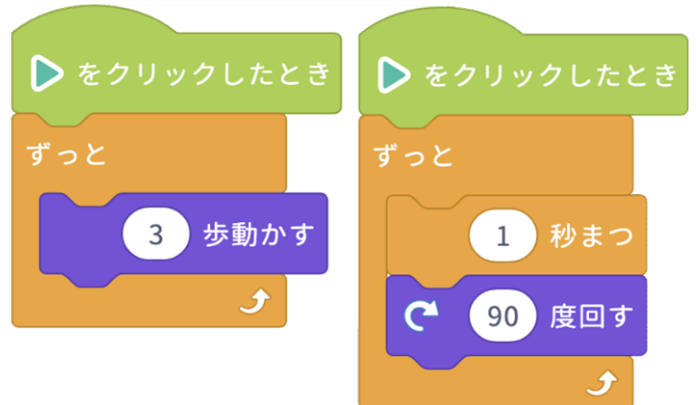 をクリックしたとき
ずっと
3 歩動かす
をクリックしたとき
ずっと
1 秒まつ
90 度回す